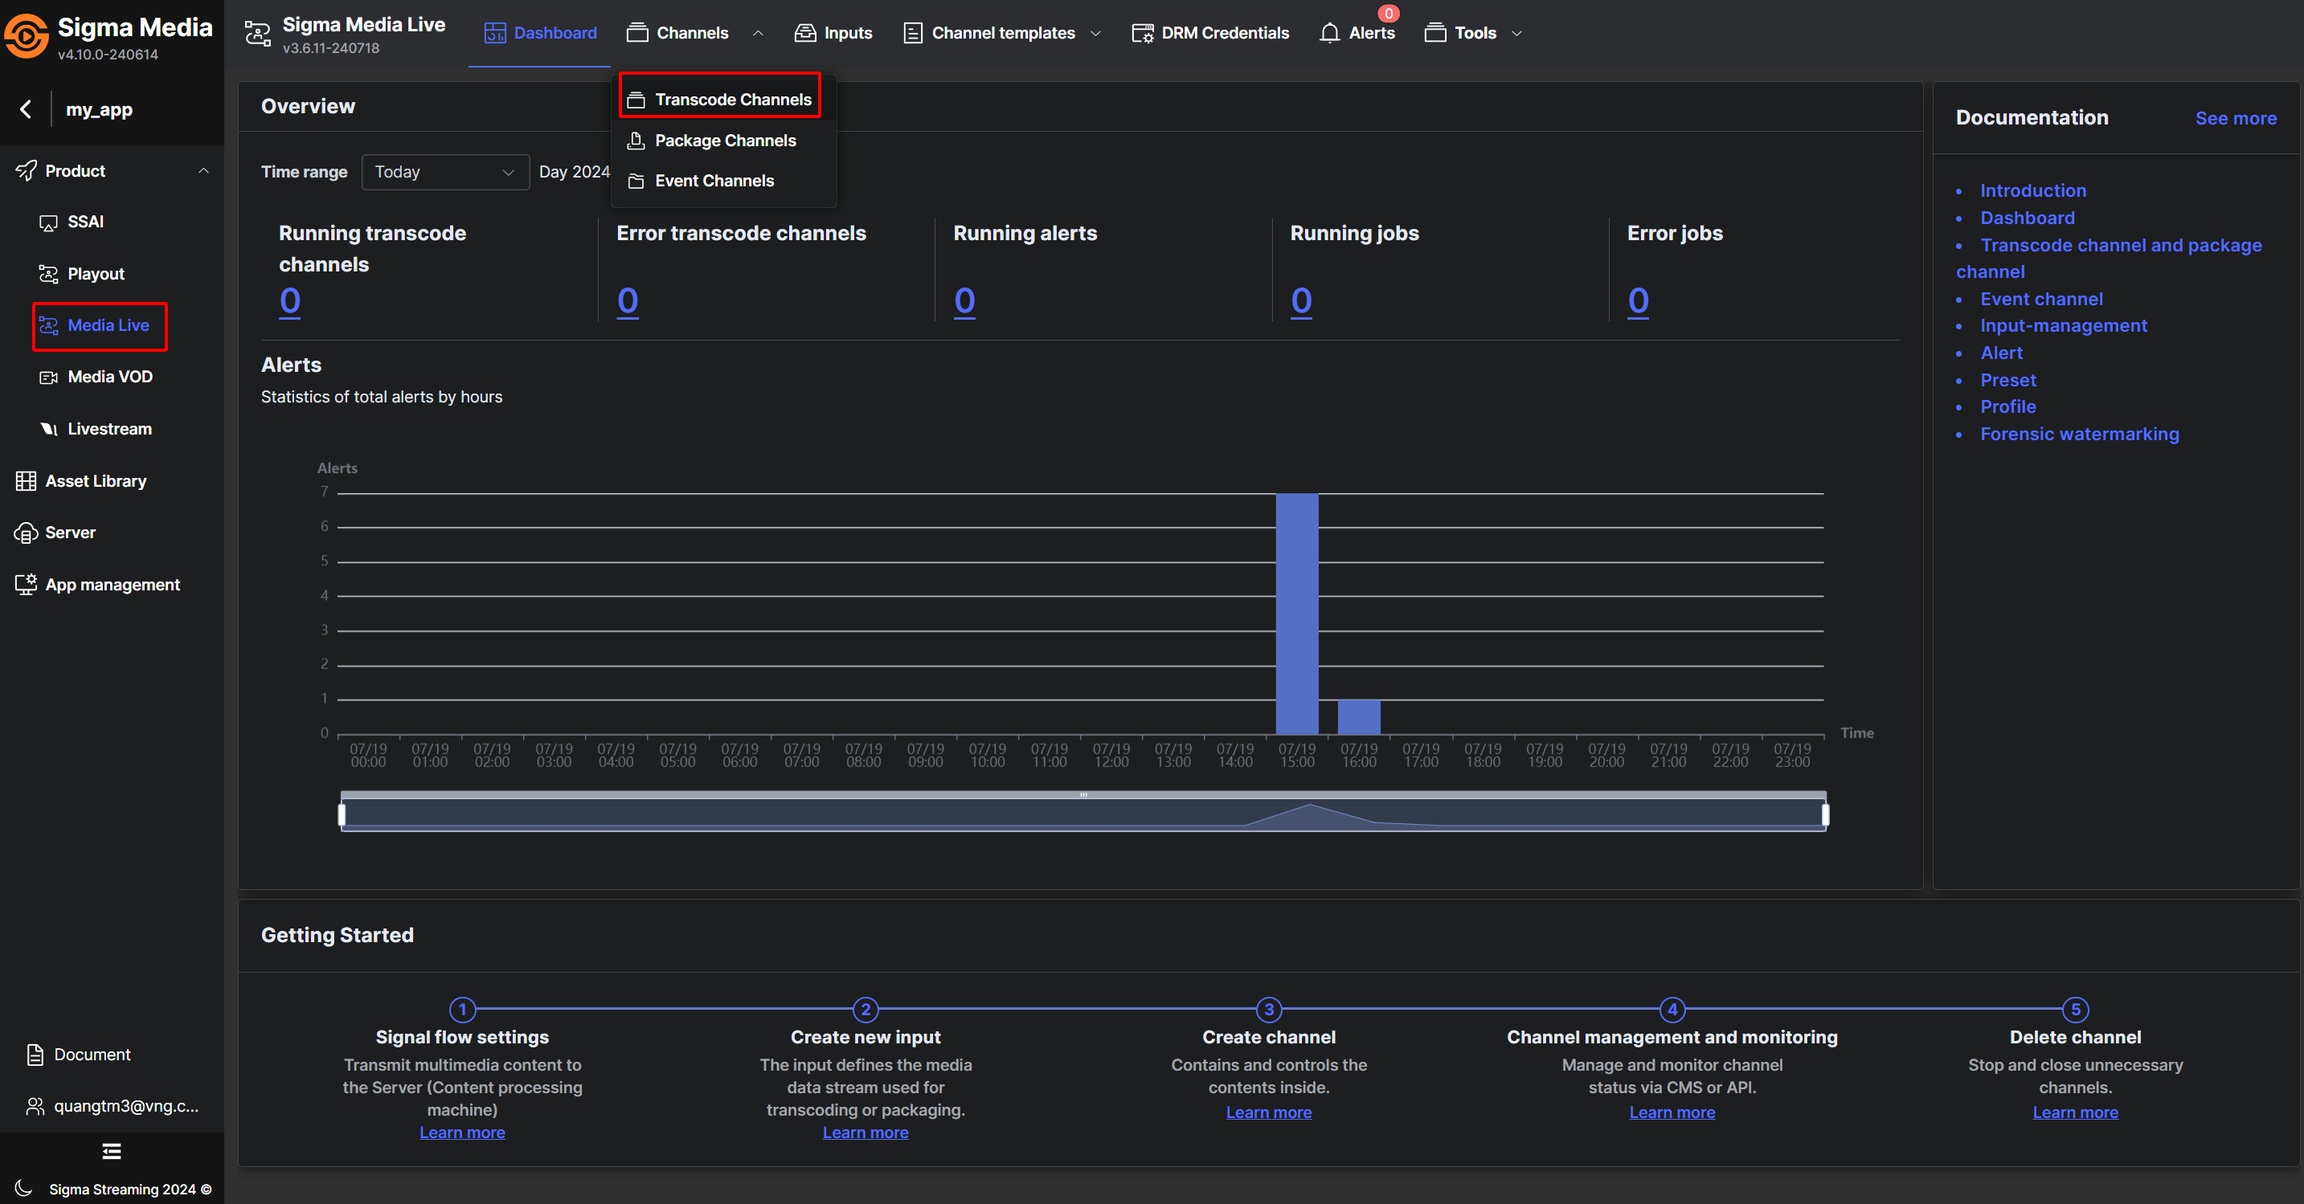 Sigma Media
v4.10.0-240614
my_app
Product
SSAI
Playout
Media Live
Media VOD
Livestream
Asset Library
Server
App management
Document
quangtm3@vng.c...
Sigma Streaming 2024 ©
Sigma Media Live
v3.6.11-240718
Dashboard
Channels
Inputs
Channel templates
DRM Credentials
Alerts
0
Tools
Transcode Channels
Package Channels
Event Channels
Overview
Time range
Today
Day 2024
Running transcode
channels
0
Error transcode channels
0
Running alerts
0
Running jobs
0
Error jobs
0
Alerts
Statistics of total alerts by hours
Alerts
7
6
5
4
3
2
1
0
07/19 07/19 07/19 07/19 07/19 07/19 07/19 07/19 07/19 07/19 07/19 07/19 07/19 07/19 07/19 07/19 07/19 07/19 07/19 07/19 07/19 07/19 07/19 07/19
00:00 01:00 02:00 03:00 04:00 05:00 06:00 07:00 08:00 09:00 10:00 11:00 12:00 13:00 14:00 15:00 16:00 17:00 18:00 19:00 20:00 21:00 22:00 23:00
Time
Documentation
See more
• Introduction
• Dashboard
• Transcode channel and package
channel
• Event channel
• Input-management
• Alert
• Preset
• Profile
• Forensic watermarking
Getting Started
1
Signal flow settings
Transmit multimedia content to
the Server (Content processing
machine)
Learn more
2
Create new input
The input defines the media
data stream used for
transcoding or packaging.
Learn more
3
Create channel
Contains and controls the
contents inside.
Learn more
4
Channel management and monitoring
Manage and monitor channel
status via CMS or API.
Learn more
5
Delete channel
Stop and close unnecessary
channels.
Learn more